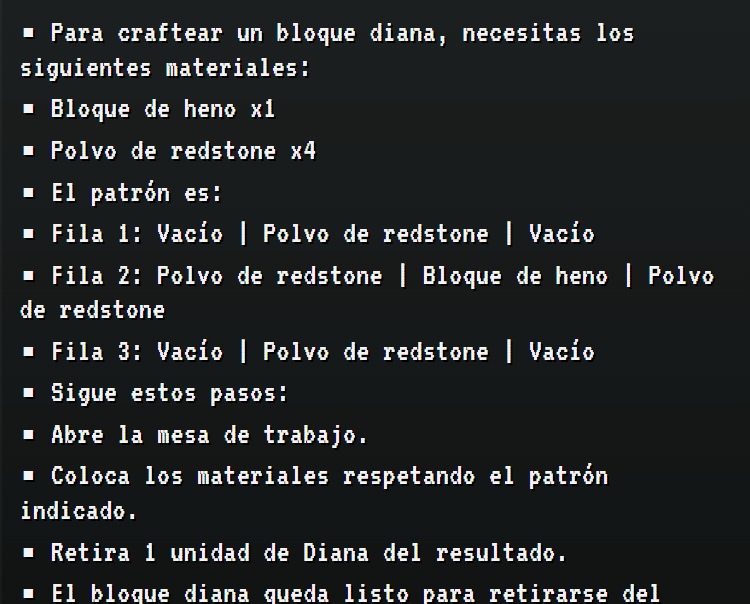 ▪ Para craftear un bloque diana, necesitas los
siguientes materiales:
▪ Bloque de heno x1
▪ Polvo de redstone x4
▪ El patrón es:
▪ Fila 1: Vacío | Polvo de redstone | Vacío
▪ Fila 2: Polvo de redstone | Bloque de heno | Polvo
de redstone
▪ Fila 3: Vacío | Polvo de redstone | Vacío
▪ Sigue estos pasos:
▪ Abre la mesa de trabajo.
▪ Coloca los materiales respetando el patrón
indicado.
▪ Retira 1 unidad de Diana del resultado.
▪ El bloque diana queda listo para retirarse del